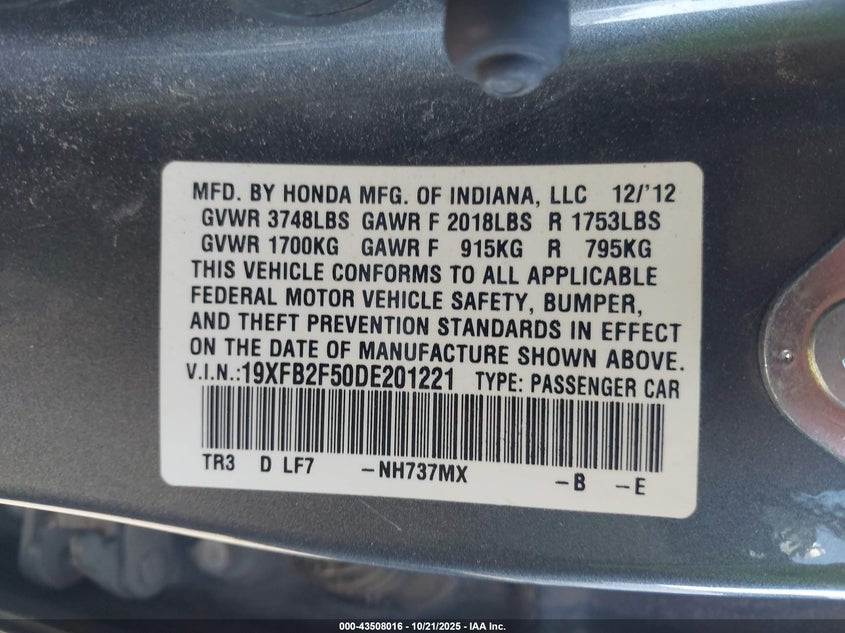 MFD. BY HONDA MFG. OF INDIANA, LLC 12/'12
GVWR 3748LBS GAWR F 2018LBS R 1753LBS
GVWR 1700KG GAWR F 915KG R 795KG
THIS VEHICLE CONFORMS TO ALL APPLICABLE
FEDERAL MOTOR VEHICLE SAFETY, BUMPER,
AND THEFT PREVENTION STANDARDS IN EFFECT
ON THE DATE OF MANUFACTURE SHOWN ABOVE.
V.I.N.:19XFB2F50DE201221 TYPE: PASSENGER CAR
TR3 D LF7 -NH737MX -B -E
000-43508016 - 10/21/2025 - IAA Inc.